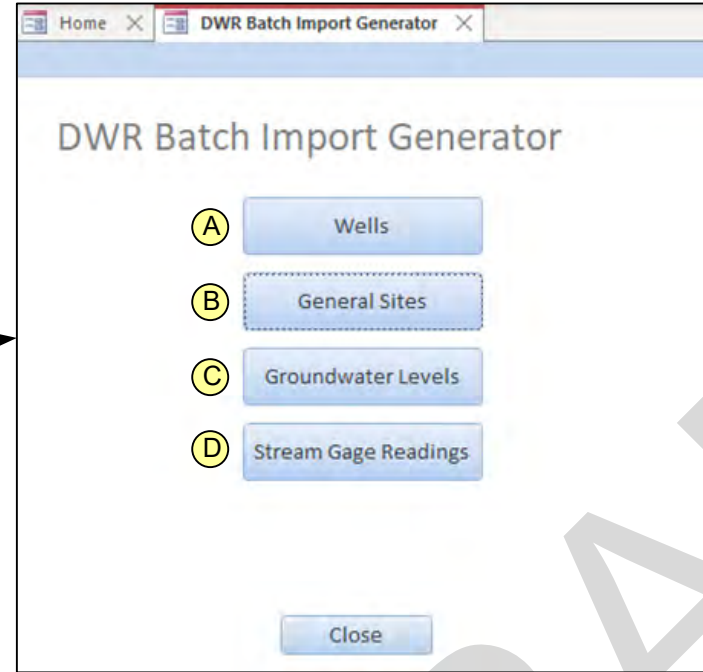 Home DWR Batch Import Generator
DWR Batch Import Generator
A Wells
B General Sites
C Groundwater Levels
D Stream Gage Readings
Close